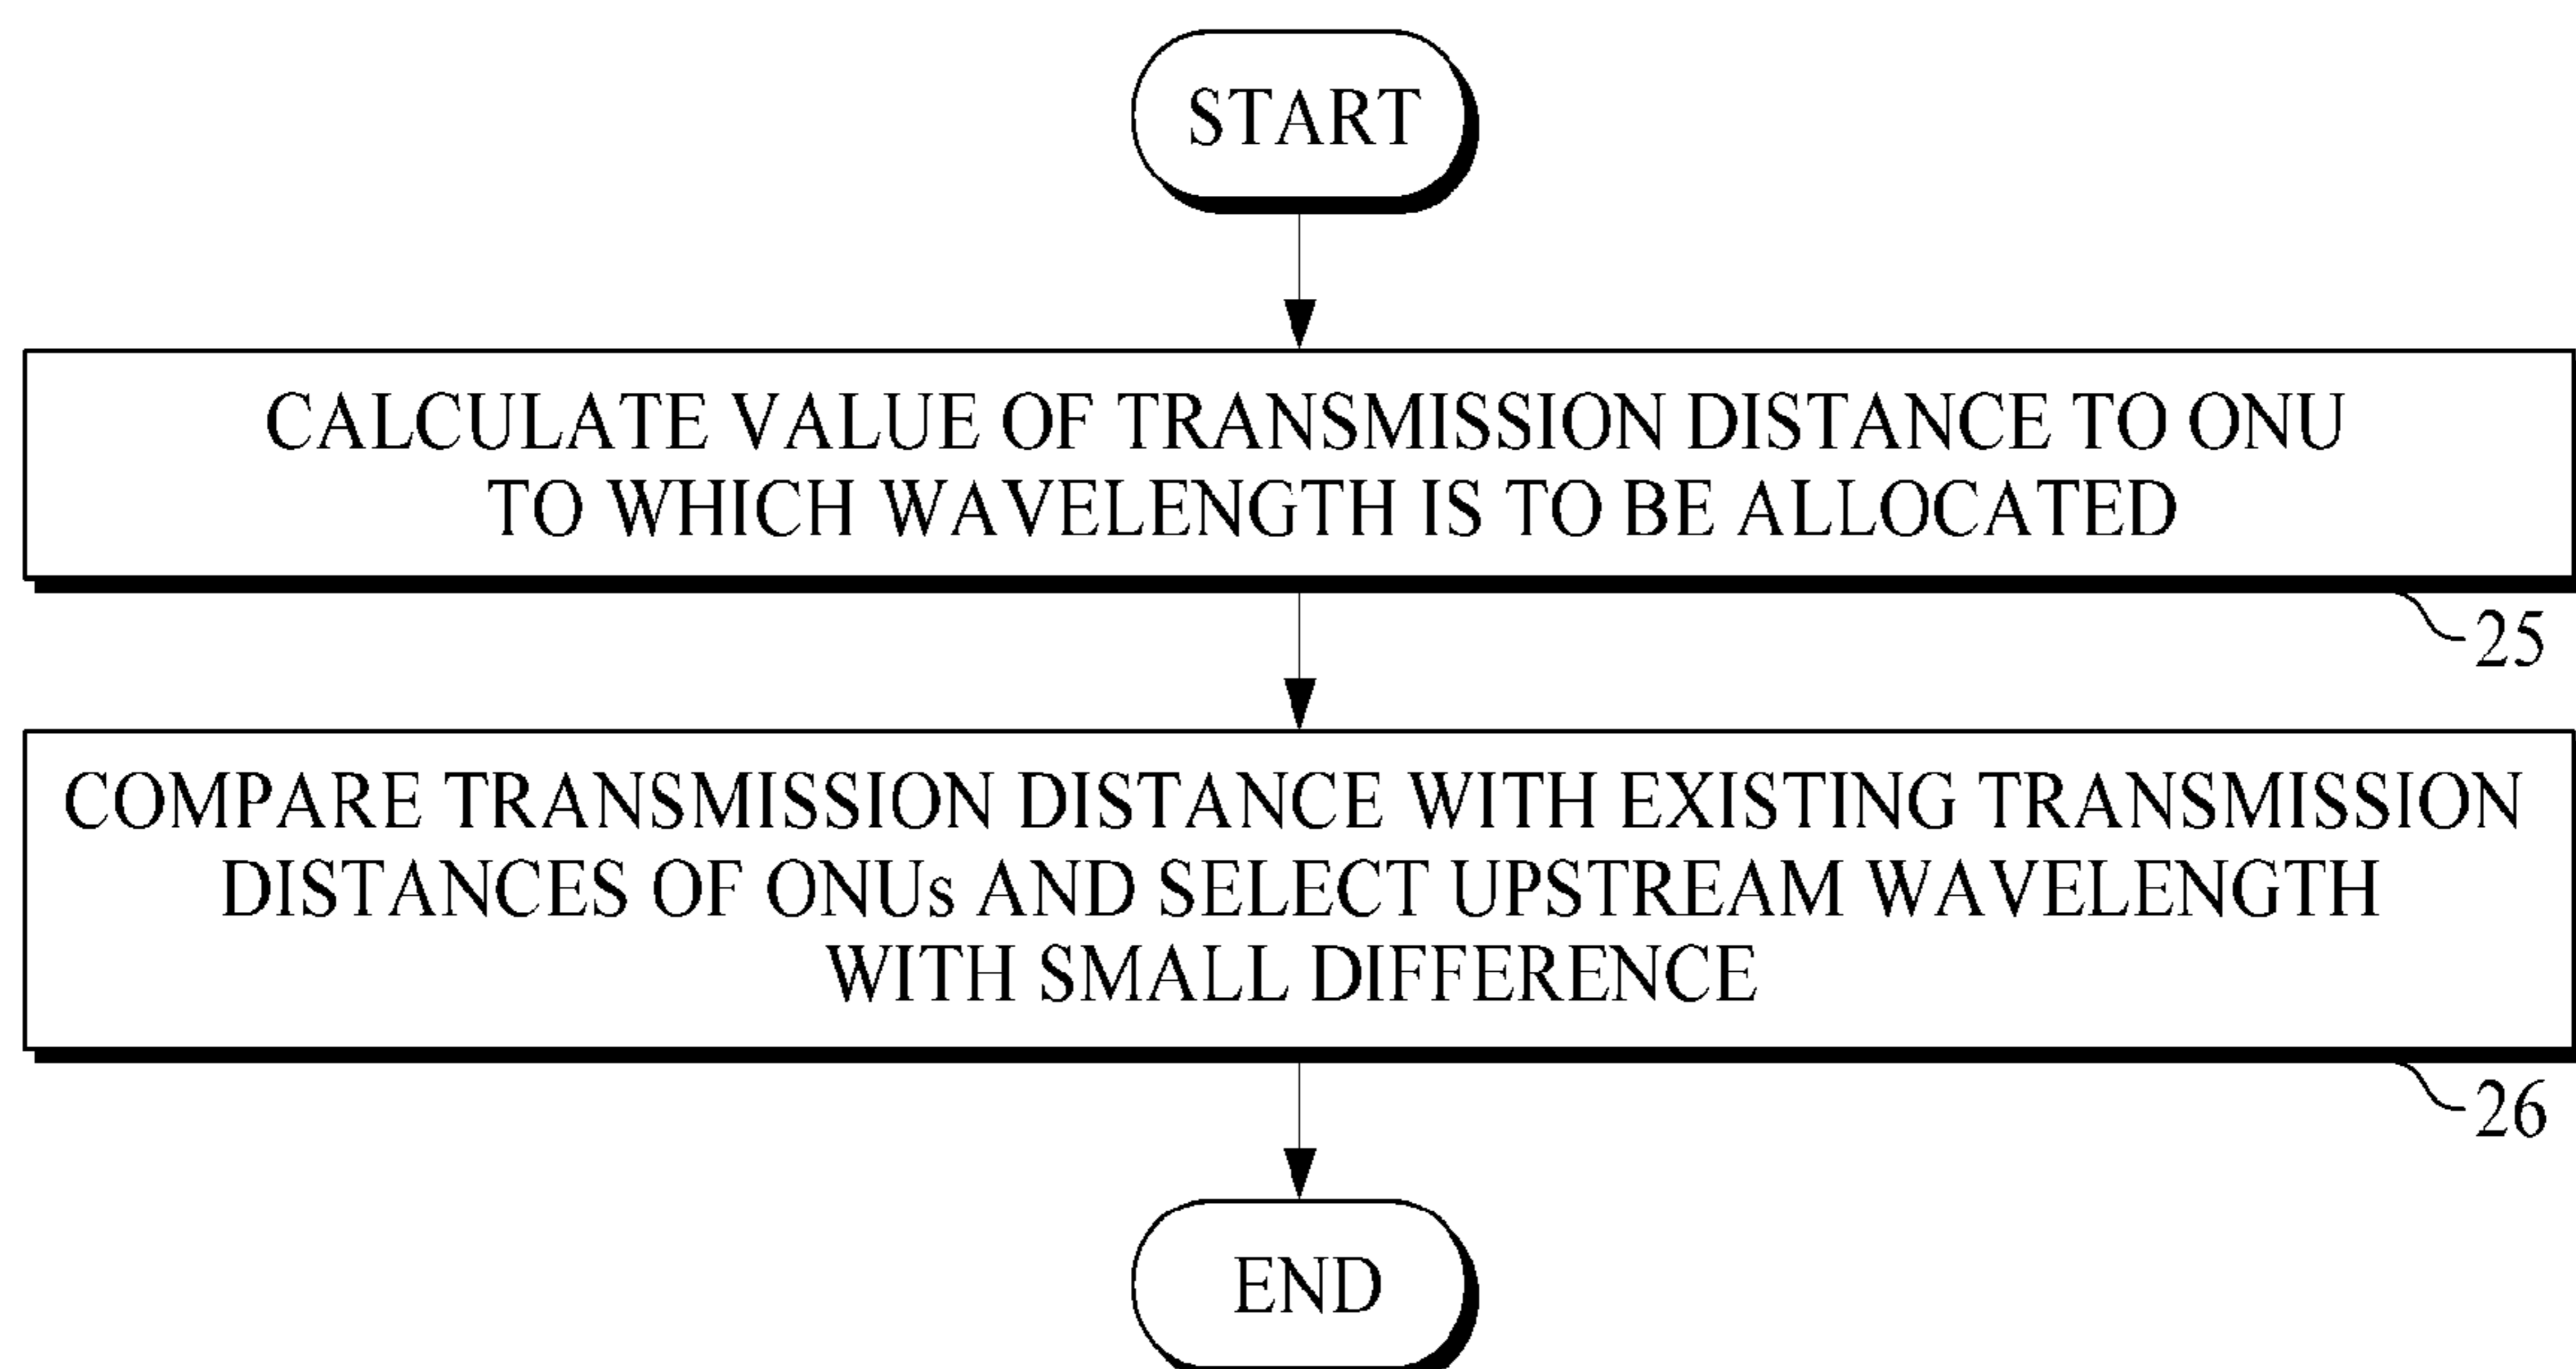 START
CALCULATE VALUE OF TRANSMISSION DISTANCE TO ONU
TO WHICH WAVELENGTH IS TO BE ALLOCATED
25
COMPARE TRANSMISSION DISTANCE WITH EXISTING TRANSMISSION
DISTANCES OF ONUs AND SELECT UPSTREAM WAVELENGTH
WITH SMALL DIFFERENCE
26
END